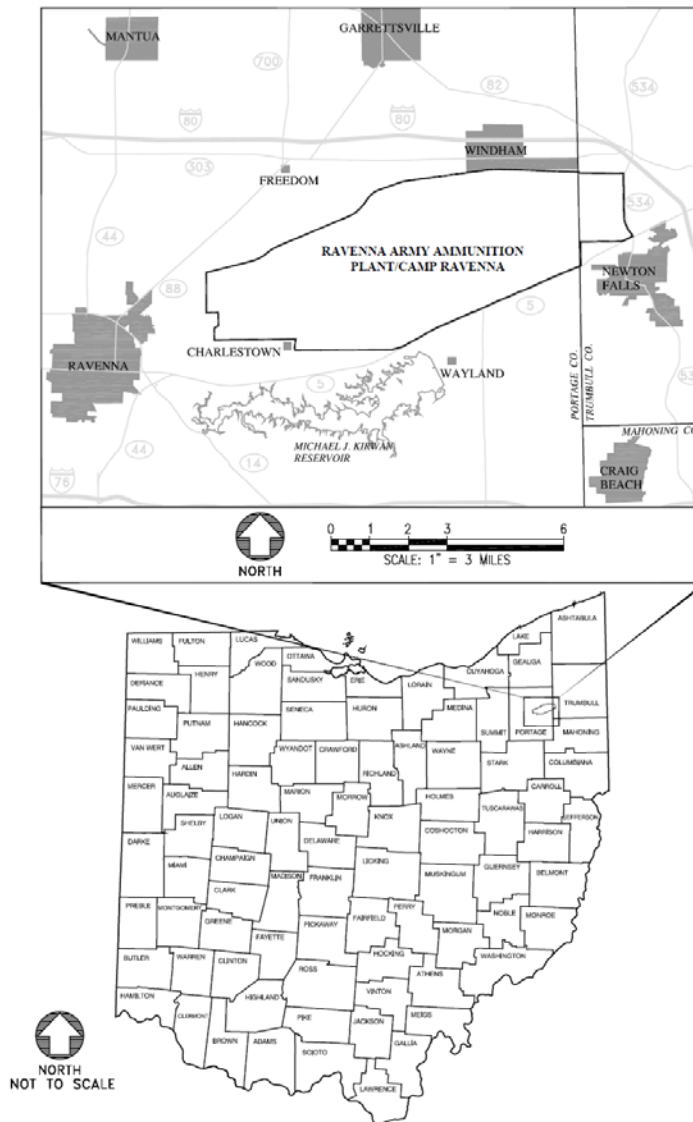 MANTUA
GARRETTSVILLE
700
82
534
80
80
WINDHAM
303
FREEDOM
534
44
RAVENNA ARMY AMMUNITION
PLANT/CAMP RAVENNA
NEWTON
FALLS
88
5
CHARLESTOWN
RAVENNA
WAYLAND
5
PORTAGE CO.
TRUMBULL CO.
53
MICHAEL J. KIRWAN
RESERVOIR
MAHONING CO
44
14
76
CRAIG
BEACH
NORTH
0 1 2 3 6
SCALE: 1" = 3 MILES
ASHTABULA
LAKE
WILLIAMS
FULTON
LUCAS
OTTAWA
GEAUGA
CUYAHOGA
WOOD
HENRY
SANDUSKY
ERIE
LORAIN
DEFIANCE
TRUMBULL
PAULDING
SENECA
HURON
MEDINA
PUTNAM
HANCOCK
SUMMIT
PORTAGE
MAHONING
VAN WERT
WYANDOT
CRAWFORD
ASHLAND
WAYNE
STARK
COLUMBIANA
ALLEN
HARDIN
RICHLAND
MERCER
AUGLAIZE
MARION
MORROW
HOLMES
CARROLL
TUSCARAWAS
JEFFERSON
LOGAN
UNION
KNOX
SHELBY
COSHOCTON
HARRISON
DARKE
DELAWARE
CHAMPAIGN
LICKING
MIAMI
MADISON
FRANKLIN
MUSKINGUM
GUERNSEY
BELMONT
CLARK
PREBLE
MONTGOMERY
FAIRFIELD
PERRY
NOBLE
MONROE
GREENE
PICKAWAY
MORGAN
FAYETTE
BUTLER
WARREN
CLINTON
HOCKING
WASHINGTON
ROSS
ATHENS
HAMILTON
HIGHLAND
VINTON
CLERMONT
PIKE
JACKSON
MEIGS
BROWN
ADAMS
SCIOTO
GALLIA
LAWRENCE
NORTH
NOT TO SCALE